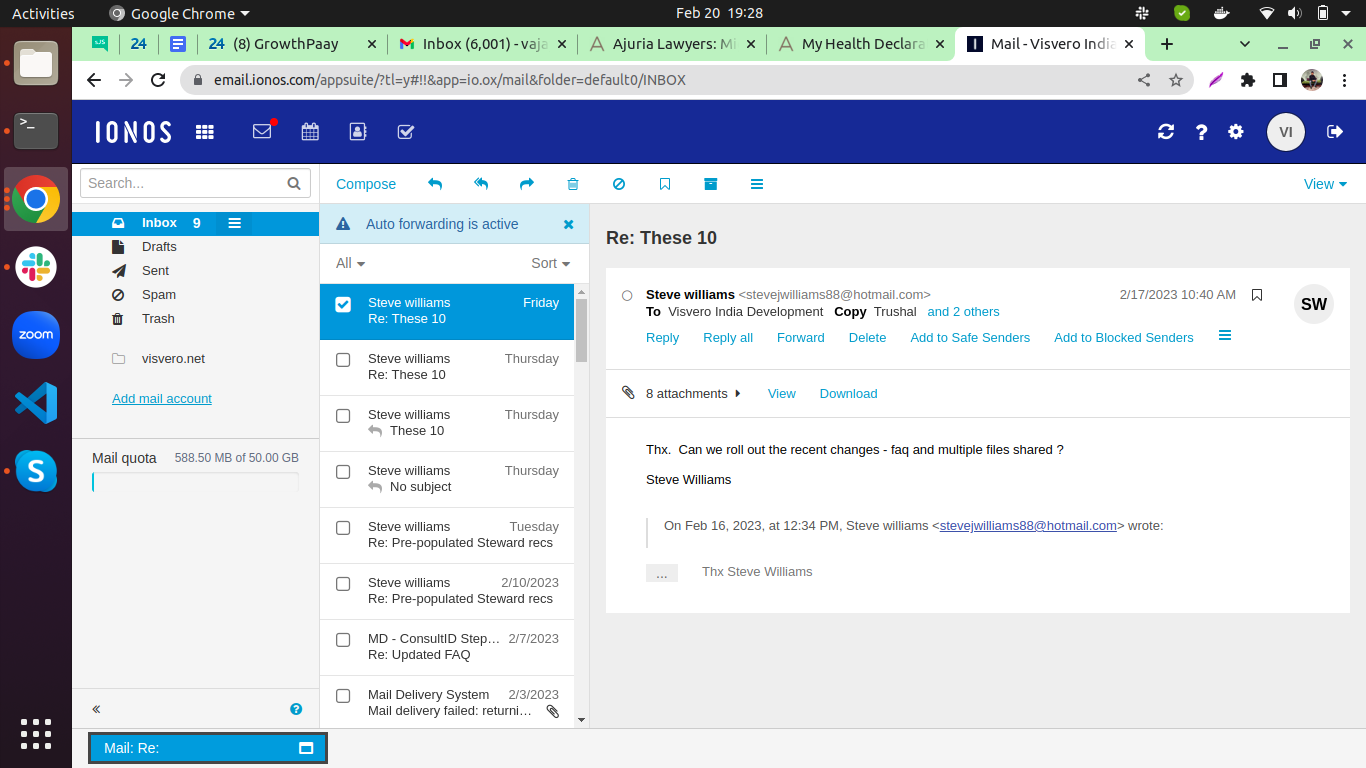 Activities
Google Chrome
Feb 20 19:28
24
24
(8) GrowthPaay
Inbox (6,001) - vaja
Ajuria Lawyers: Mi
My Health Declara
Mail - Visvero India
email.ionos.com/appsuite/?tl=y#!!&app=io.ox/mail&folder=default0/INBOX
IONOS
VI
Search...
Compose
View
Inbox 9
Drafts
Sent
Spam
Trash
visvero.net
Add mail account
Mail quota 588.50 MB of 50.00 GB
Auto forwarding is active
All
Sort
Steve williams Friday
Re: These 10
Steve williams Thursday
Re: These 10
Steve williams Thursday
These 10
Steve williams Thursday
No subject
Steve williams Tuesday
Re: Pre-populated Steward recs
Steve williams 2/10/2023
Re: Pre-populated Steward recs
MD - ConsultID Step… 2/7/2023
Re: Updated FAQ
Mail Delivery System 2/3/2023
Mail delivery failed: returni…
Re: These 10
Steve williams <stevejwilliams88@hotmail.com> 2/17/2023 10:40 AM
To Visvero India Development Copy Trushal and 2 others
SW
Reply Reply all Forward Delete Add to Safe Senders Add to Blocked Senders
8 attachments View Download
Thx. Can we roll out the recent changes - faq and multiple files shared ?
Steve Williams
On Feb 16, 2023, at 12:34 PM, Steve williams <stevejwilliams88@hotmail.com> wrote:
... Thx Steve Williams
Mail: Re:
zoom